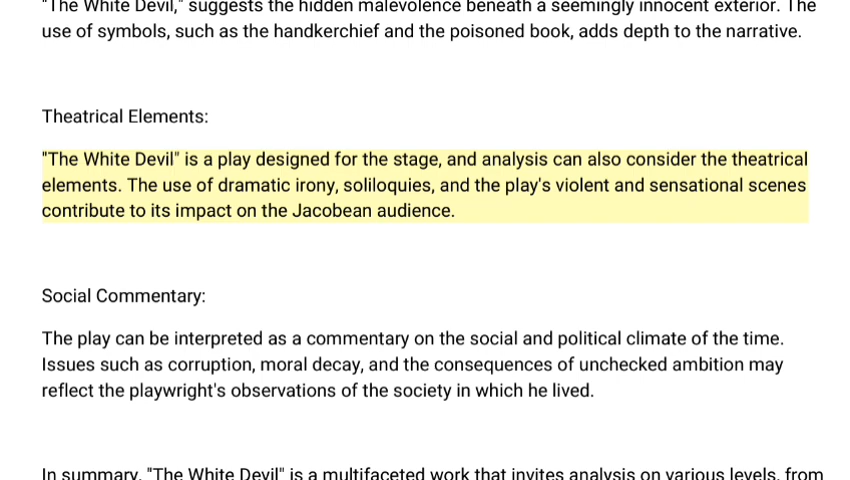 "The White Devil," suggests the hidden malevolence beneath a seemingly innocent exterior. The
use of symbols, such as the handkerchief and the poisoned book, adds depth to the narrative.
Theatrical Elements:
"The White Devil" is a play designed for the stage, and analysis can also consider the theatrical
elements. The use of dramatic irony, soliloquies, and the play's violent and sensational scenes
contribute to its impact on the Jacobean audience.
Social Commentary:
The play can be interpreted as a commentary on the social and political climate of the time.
Issues such as corruption, moral decay, and the consequences of unchecked ambition may
reflect the playwright's observations of the society in which he lived.
In summary, "The White Devil" is a multifaceted work that invites analysis on various levels, from